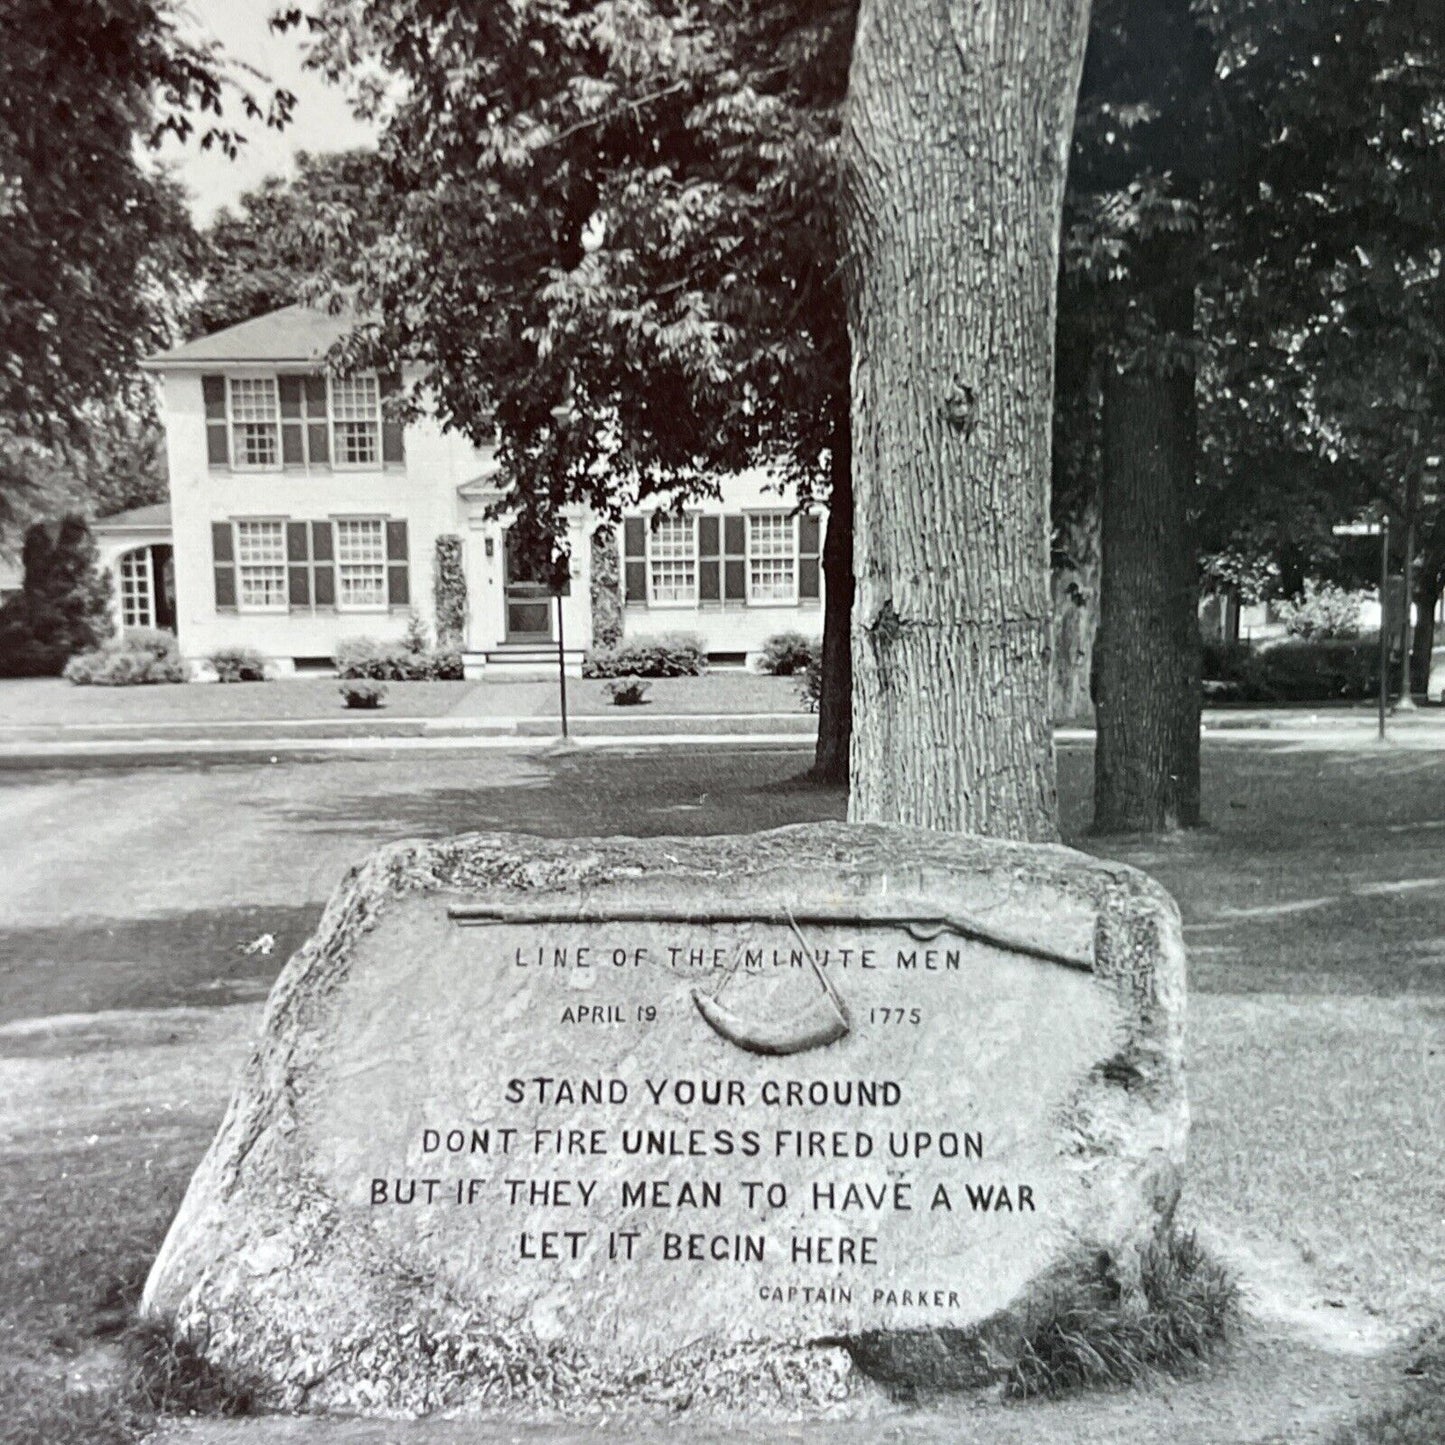 LINE OF THE MINUTE MEN
APRIL 19 1775
STAND YOUR GROUND
DONT FIRE UNLESS FIRED UPON
BUT IF THEY MEAN TO HAVE A WAR
LET IT BEGIN HERE
CAPTAIN PARKER